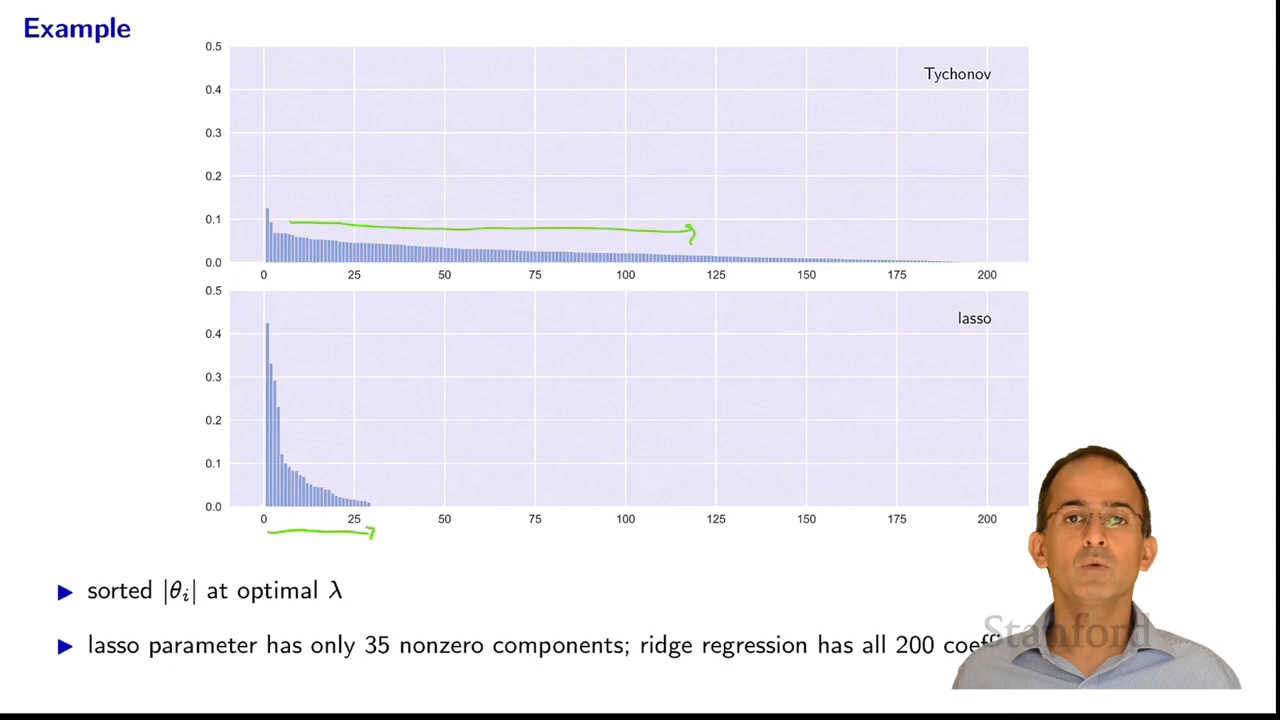 Example
Tychonov
0.5
0.4
0.3
0.2
0.1
0.0
0 25 50 75 100 125 150 175 200
lasso
0.5
0.4
0.3
0.2
0.1
0.0
0 25 50 75 100 125 150 175 200
▶ sorted |θᵢ| at optimal λ
▶ lasso parameter has only 35 nonzero components; ridge regression has all 200 coeffi
Stanford